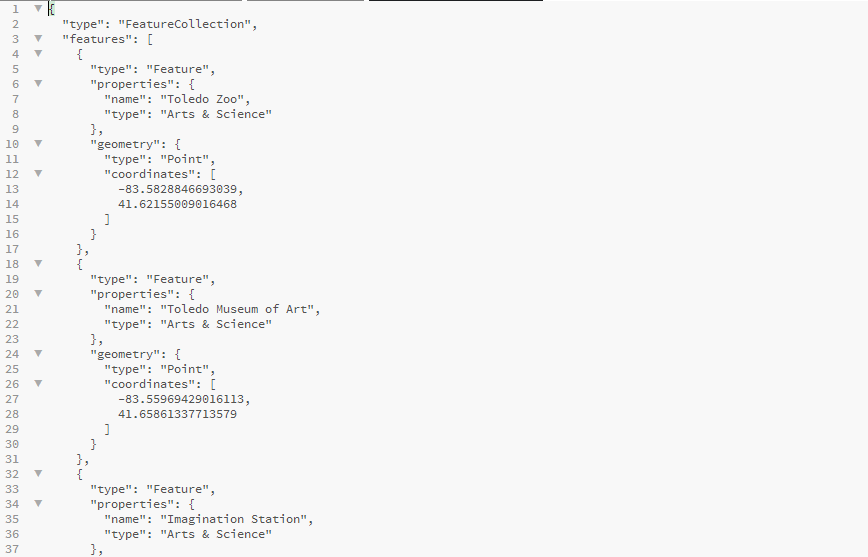 1 {
2 "type": "FeatureCollection",
3 "features": [
4 {
5 "type": "Feature",
6 "properties": {
7 "name": "Toledo Zoo",
8 "type": "Arts & Science"
9 },
10 "geometry": {
11 "type": "Point",
12 "coordinates": [
13 -83.5828846693039,
14 41.62155009016468
15 ]
16 }
17 },
18 {
19 "type": "Feature",
20 "properties": {
21 "name": "Toledo Museum of Art",
22 "type": "Arts & Science"
23 },
24 "geometry": {
25 "type": "Point",
26 "coordinates": [
27 -83.55969429016113,
28 41.65861337713579
29 ]
30 }
31 },
32 {
33 "type": "Feature",
34 "properties": {
35 "name": "Imagination Station",
36 "type": "Arts & Science"
37 },